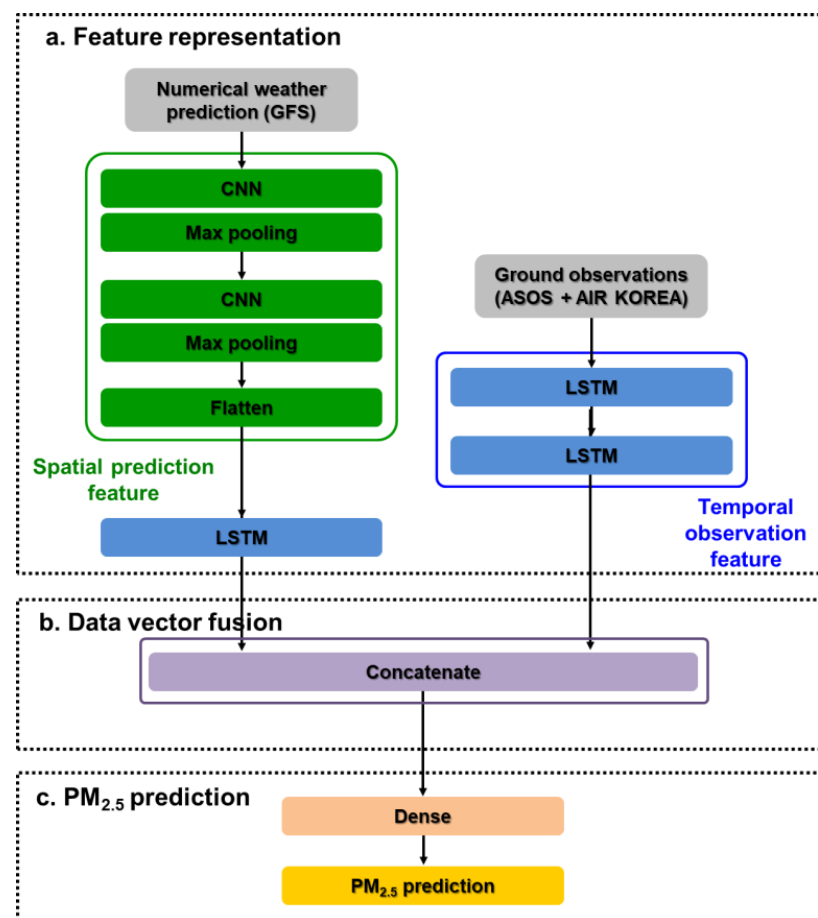 a. Feature representation
Numerical weather
prediction (GFS)
CNN
Max pooling
CNN
Max pooling
Flatten
Spatial prediction
feature
LSTM
Ground observations
(ASOS + AIR KOREA)
LSTM
LSTM
Temporal
observation
feature
b. Data vector fusion
Concatenate
c. PM₂.₅ prediction
Dense
PM₂.₅ prediction